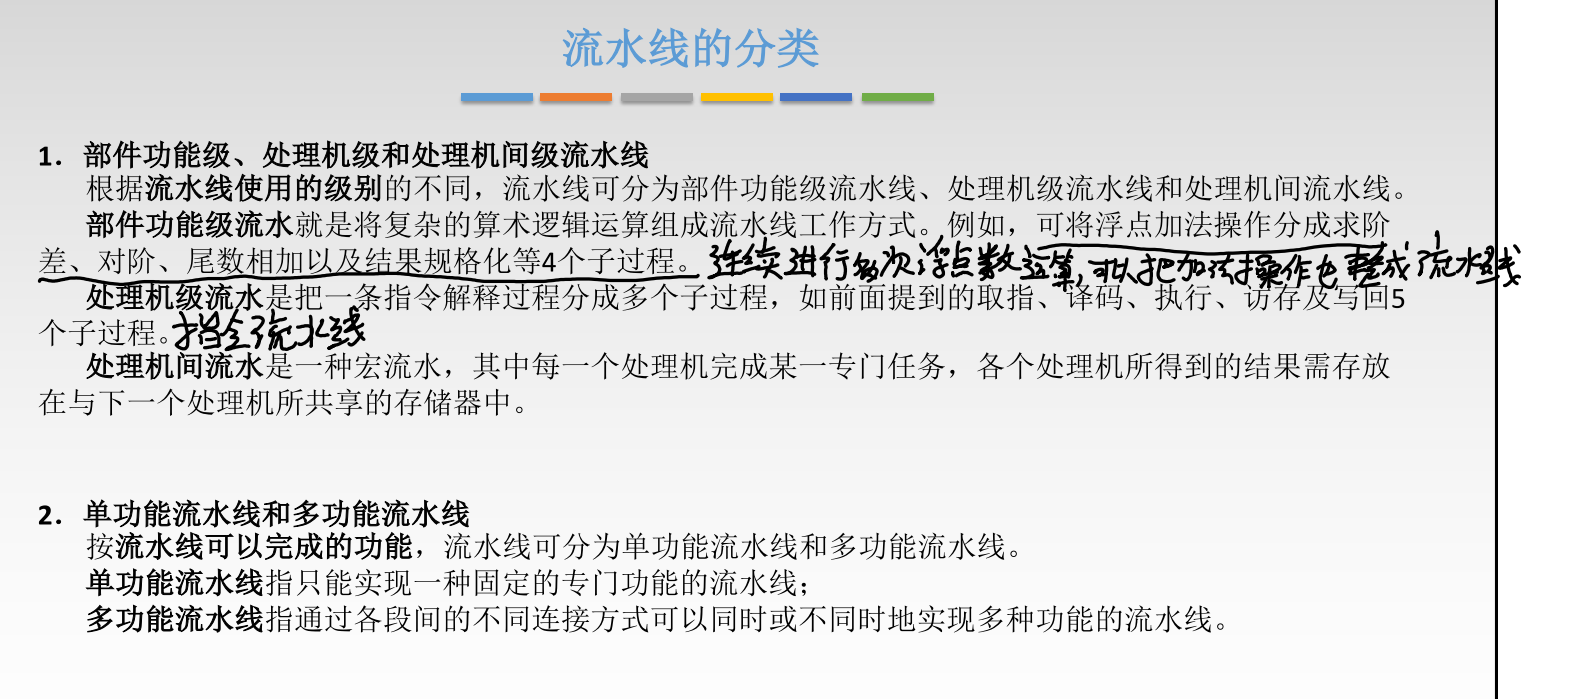 流水线的分类
1. 部件功能级、处理机级和处理机间级流水线
根据流水线使用的级别的不同，流水线可分为部件功能级流水线、处理机级流水线和处理机间流水线。
部件功能级流水就是将复杂的算术逻辑运算组成流水线工作方式。例如，可将浮点加法操作分成求阶
差、对阶、尾数相加以及结果规格化等4个子过程。连续进行多次浮点数运算，可以把加法操作也整成流水线
处理机级流水是把一条指令解释过程分成多个子过程，如前面提到的取指、译码、执行、访存及写回5
个子过程。指令流水线
处理机间流水是一种宏流水，其中每一个处理机完成某一专门任务，各个处理机所得到的结果需存放
在与下一个处理机所共享的存储器中。
2. 单功能流水线和多功能流水线
按流水线可以完成的功能，流水线可分为单功能流水线和多功能流水线。
单功能流水线指只能实现一种固定的专门功能的流水线；
多功能流水线指通过各段间的不同连接方式可以同时或不同时地实现多种功能的流水线。